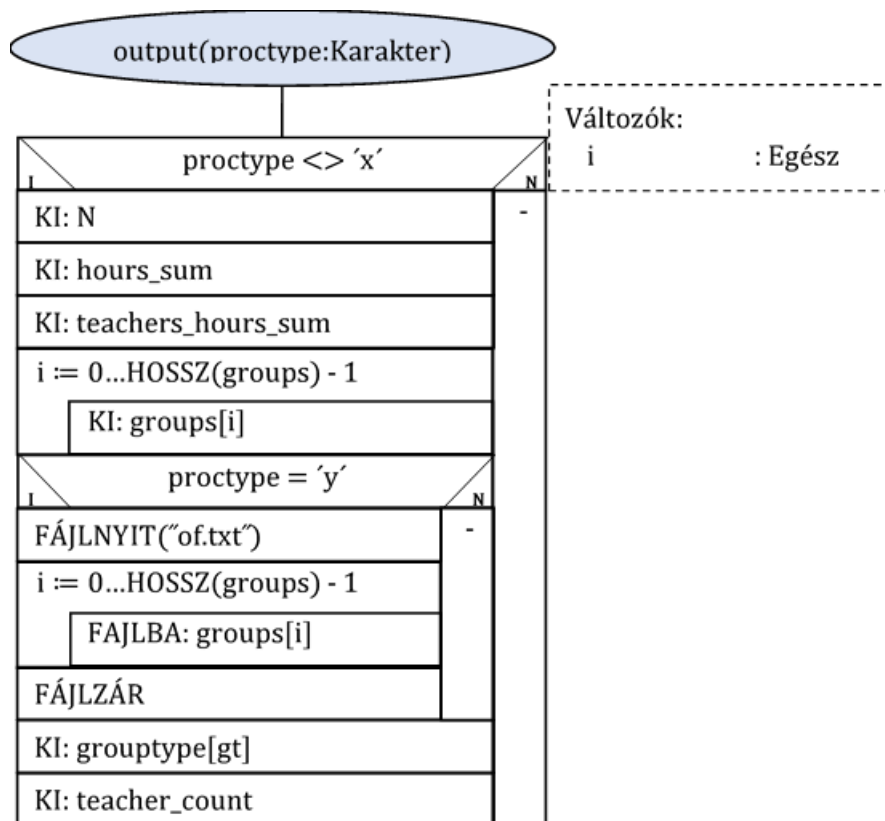 output(proctype:Karakter)
Változók:
i : Egész
proctype <> ´x´
I N
KI: N
-
KI: hours_sum
KI: teachers_hours_sum
i := 0...HOSSZ(groups) - 1
KI: groups[i]
proctype = ´y´
I N
FÁJLNYIT(˝of.txt˝)
-
i := 0...HOSSZ(groups) - 1
FAJLBA: groups[i]
FÁJLZÁR
KI: grouptype[gt]
KI: teacher_count